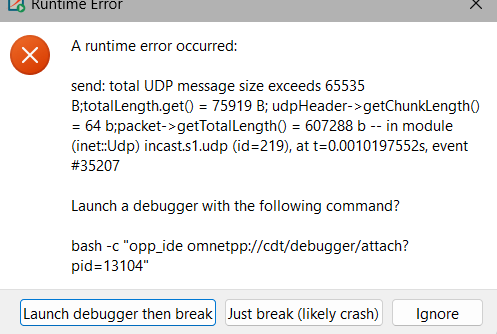 Runtime Error
A runtime error occurred:
send: total UDP message size exceeds 65535
B;totalLength.get() = 75919 B; udpHeader->getChunkLength()
= 64 b;packet->getTotalLength() = 607288 b -- in module
(inet::Udp) incast.s1.udp (id=219), at t=0.0010197552s, event
#35207
Launch a debugger with the following command?
bash -c "opp_ide omnetpp://cdt/debugger/attach?
pid=13104"
Launch debugger then break
Just break (likely crash)
Ignore